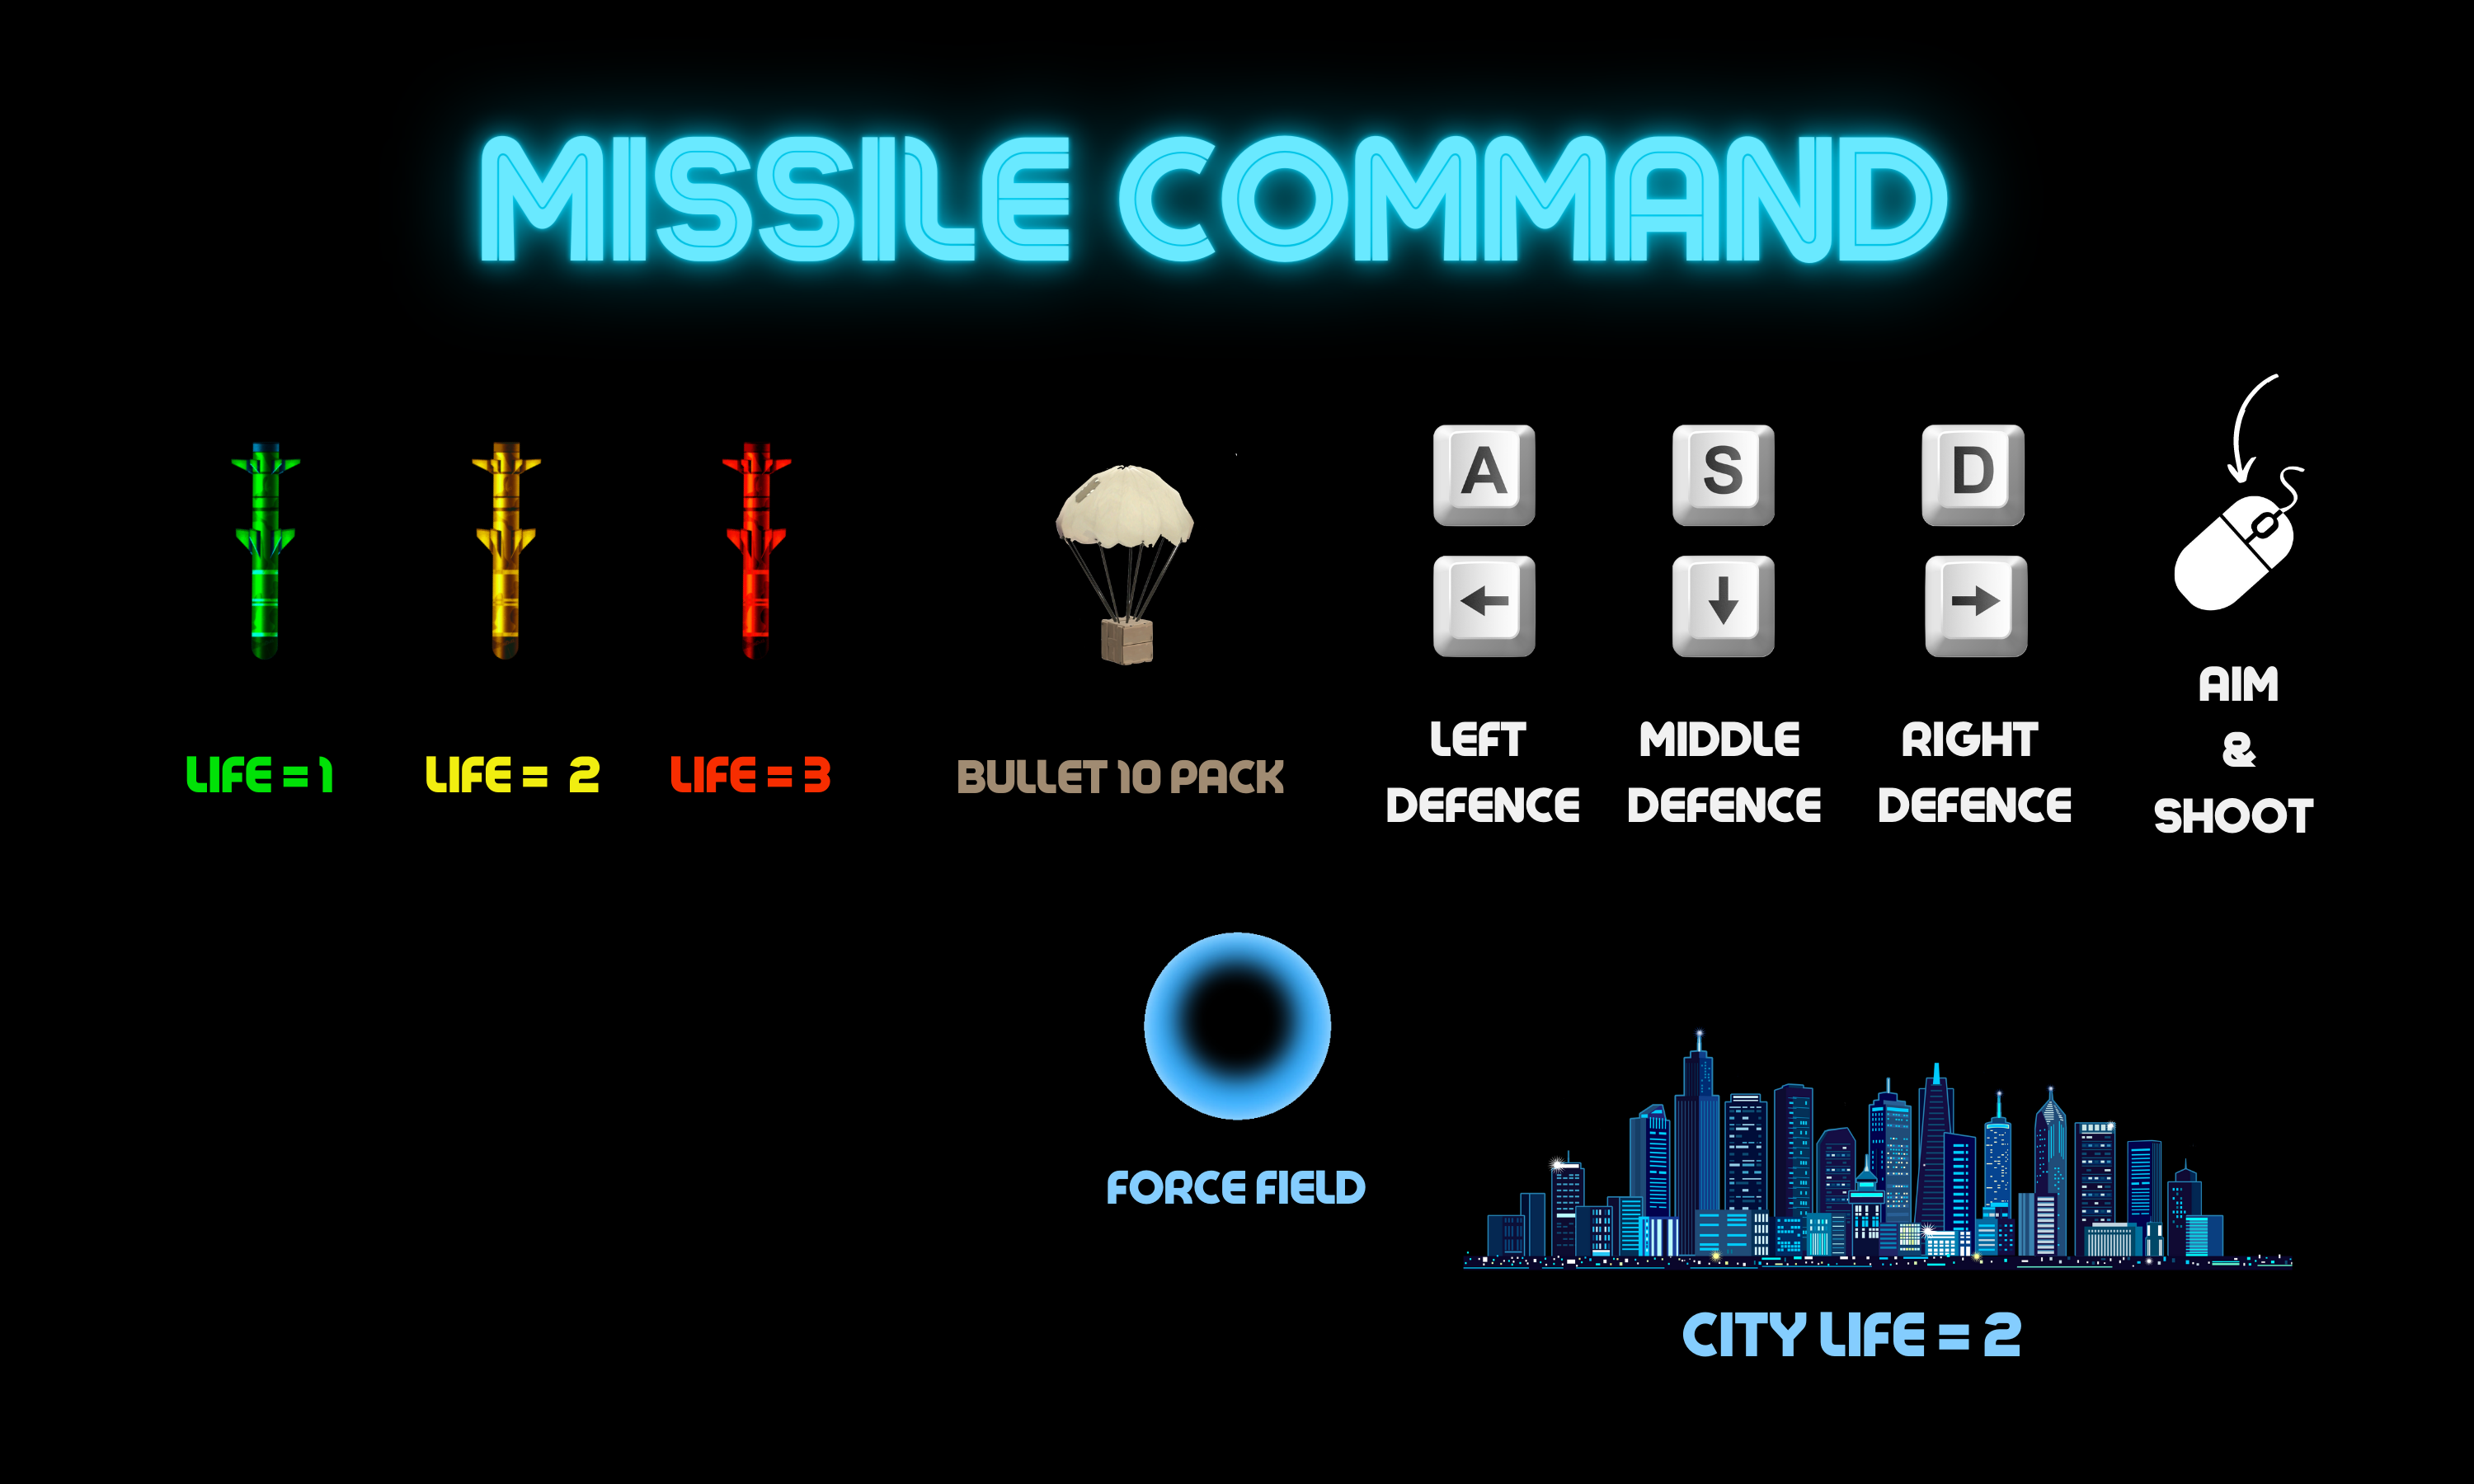 MISSILE COMMAND
A
S
D
LIFE = 1
LIFE = 2
LIFE = 3
BULLET 10 PACK
LEFT
DEFENCE
MIDDLE
DEFENCE
RIGHT
DEFENCE
AIM
&
SHOOT
FORCE FIELD
CITY LIFE = 2